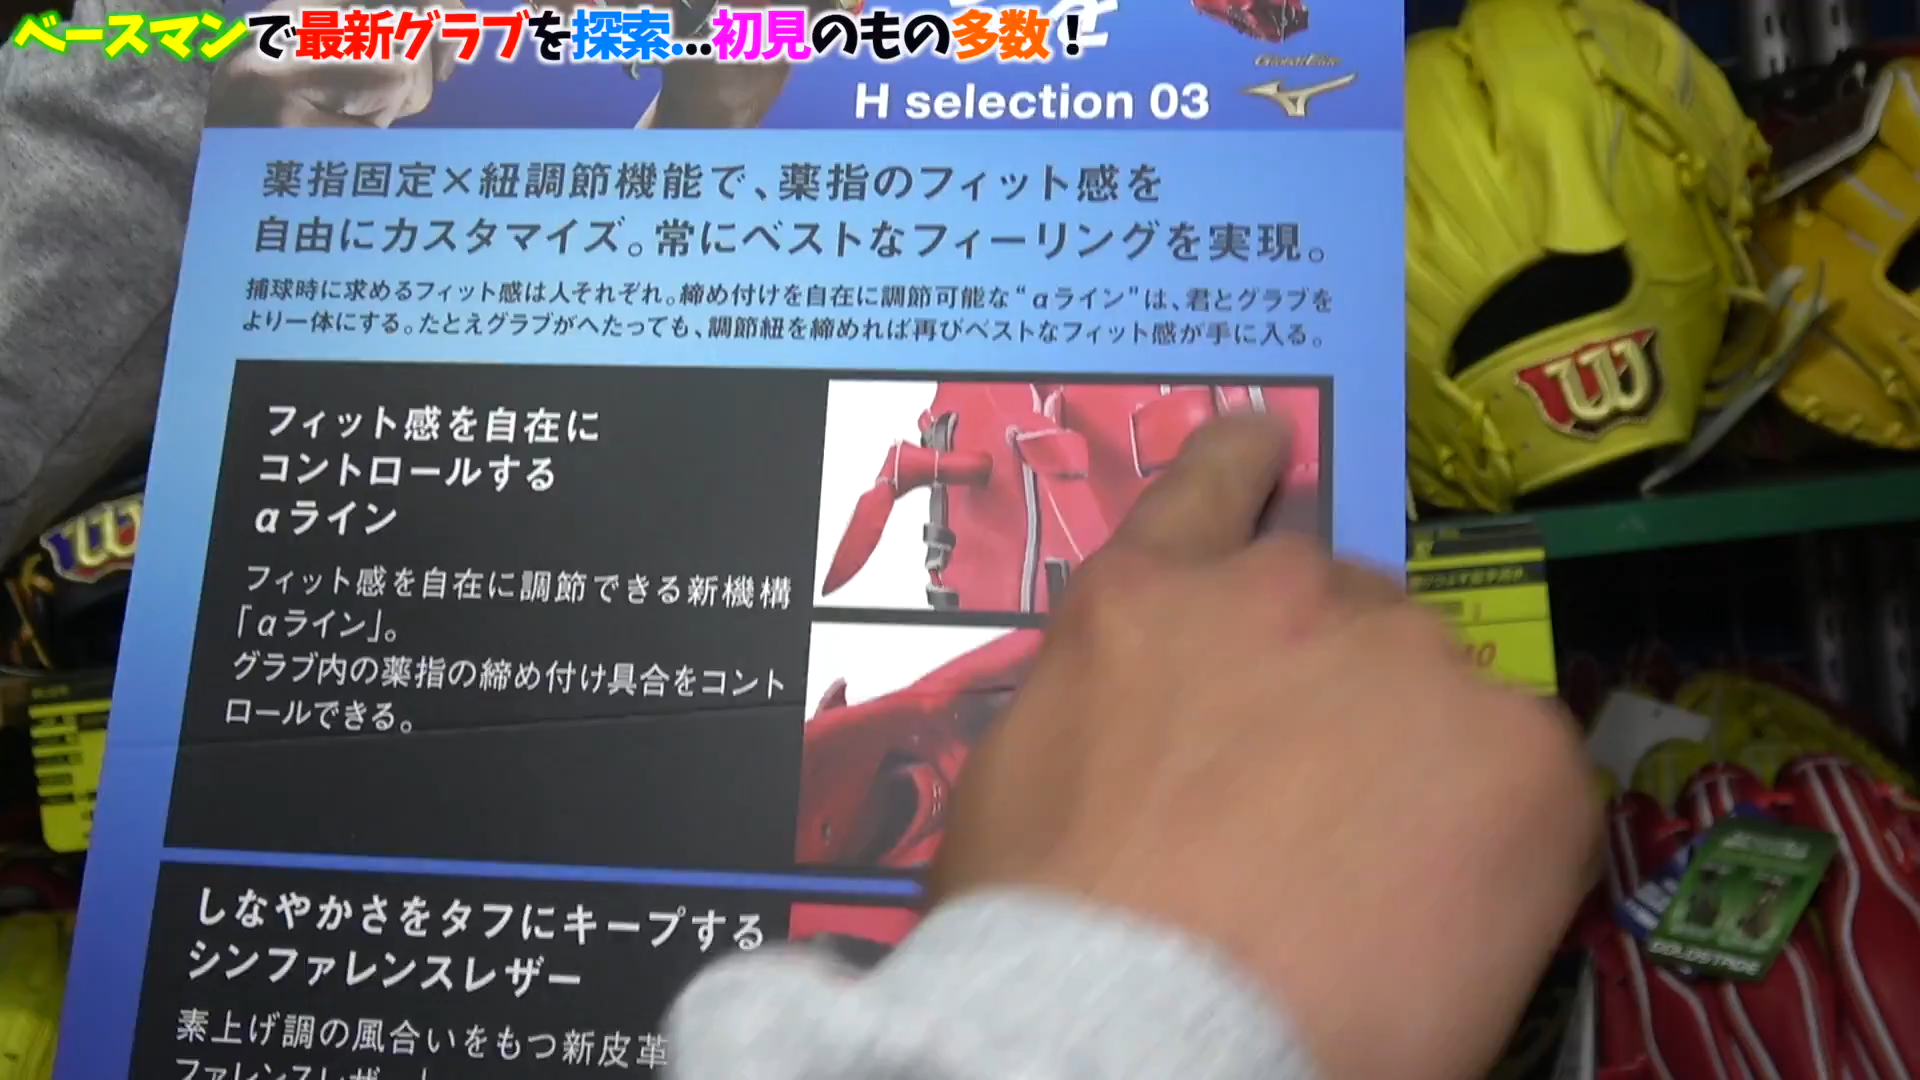 ベースマンで最新グラブを探索...初見のもの多数！
を
Global Elite
H selection 03
薬指固定×紐調節機能で、薬指のフィット感を
自由にカスタマイズ。常にベストなフィーリングを実現。
捕球時に求めるフィット感は人それぞれ。締め付けを自在に調節可能な“αライン”は、君とグラブを
より一体にする。たとえグラブがへたっても、調節紐を締めれば再びベストなフィット感が手に入る。
フィット感を自在に
コントロールする
αライン
フィット感を自在に調節できる新機構
「αライン」。
グラブ内の薬指の締め付け具合をコント
ロールできる。
しなやかさをタフにキープする
シンファレンスレザー
素上げ調の風合いをもつ新皮革
ファレンスレザー」
W
W
GOLDSTAGE